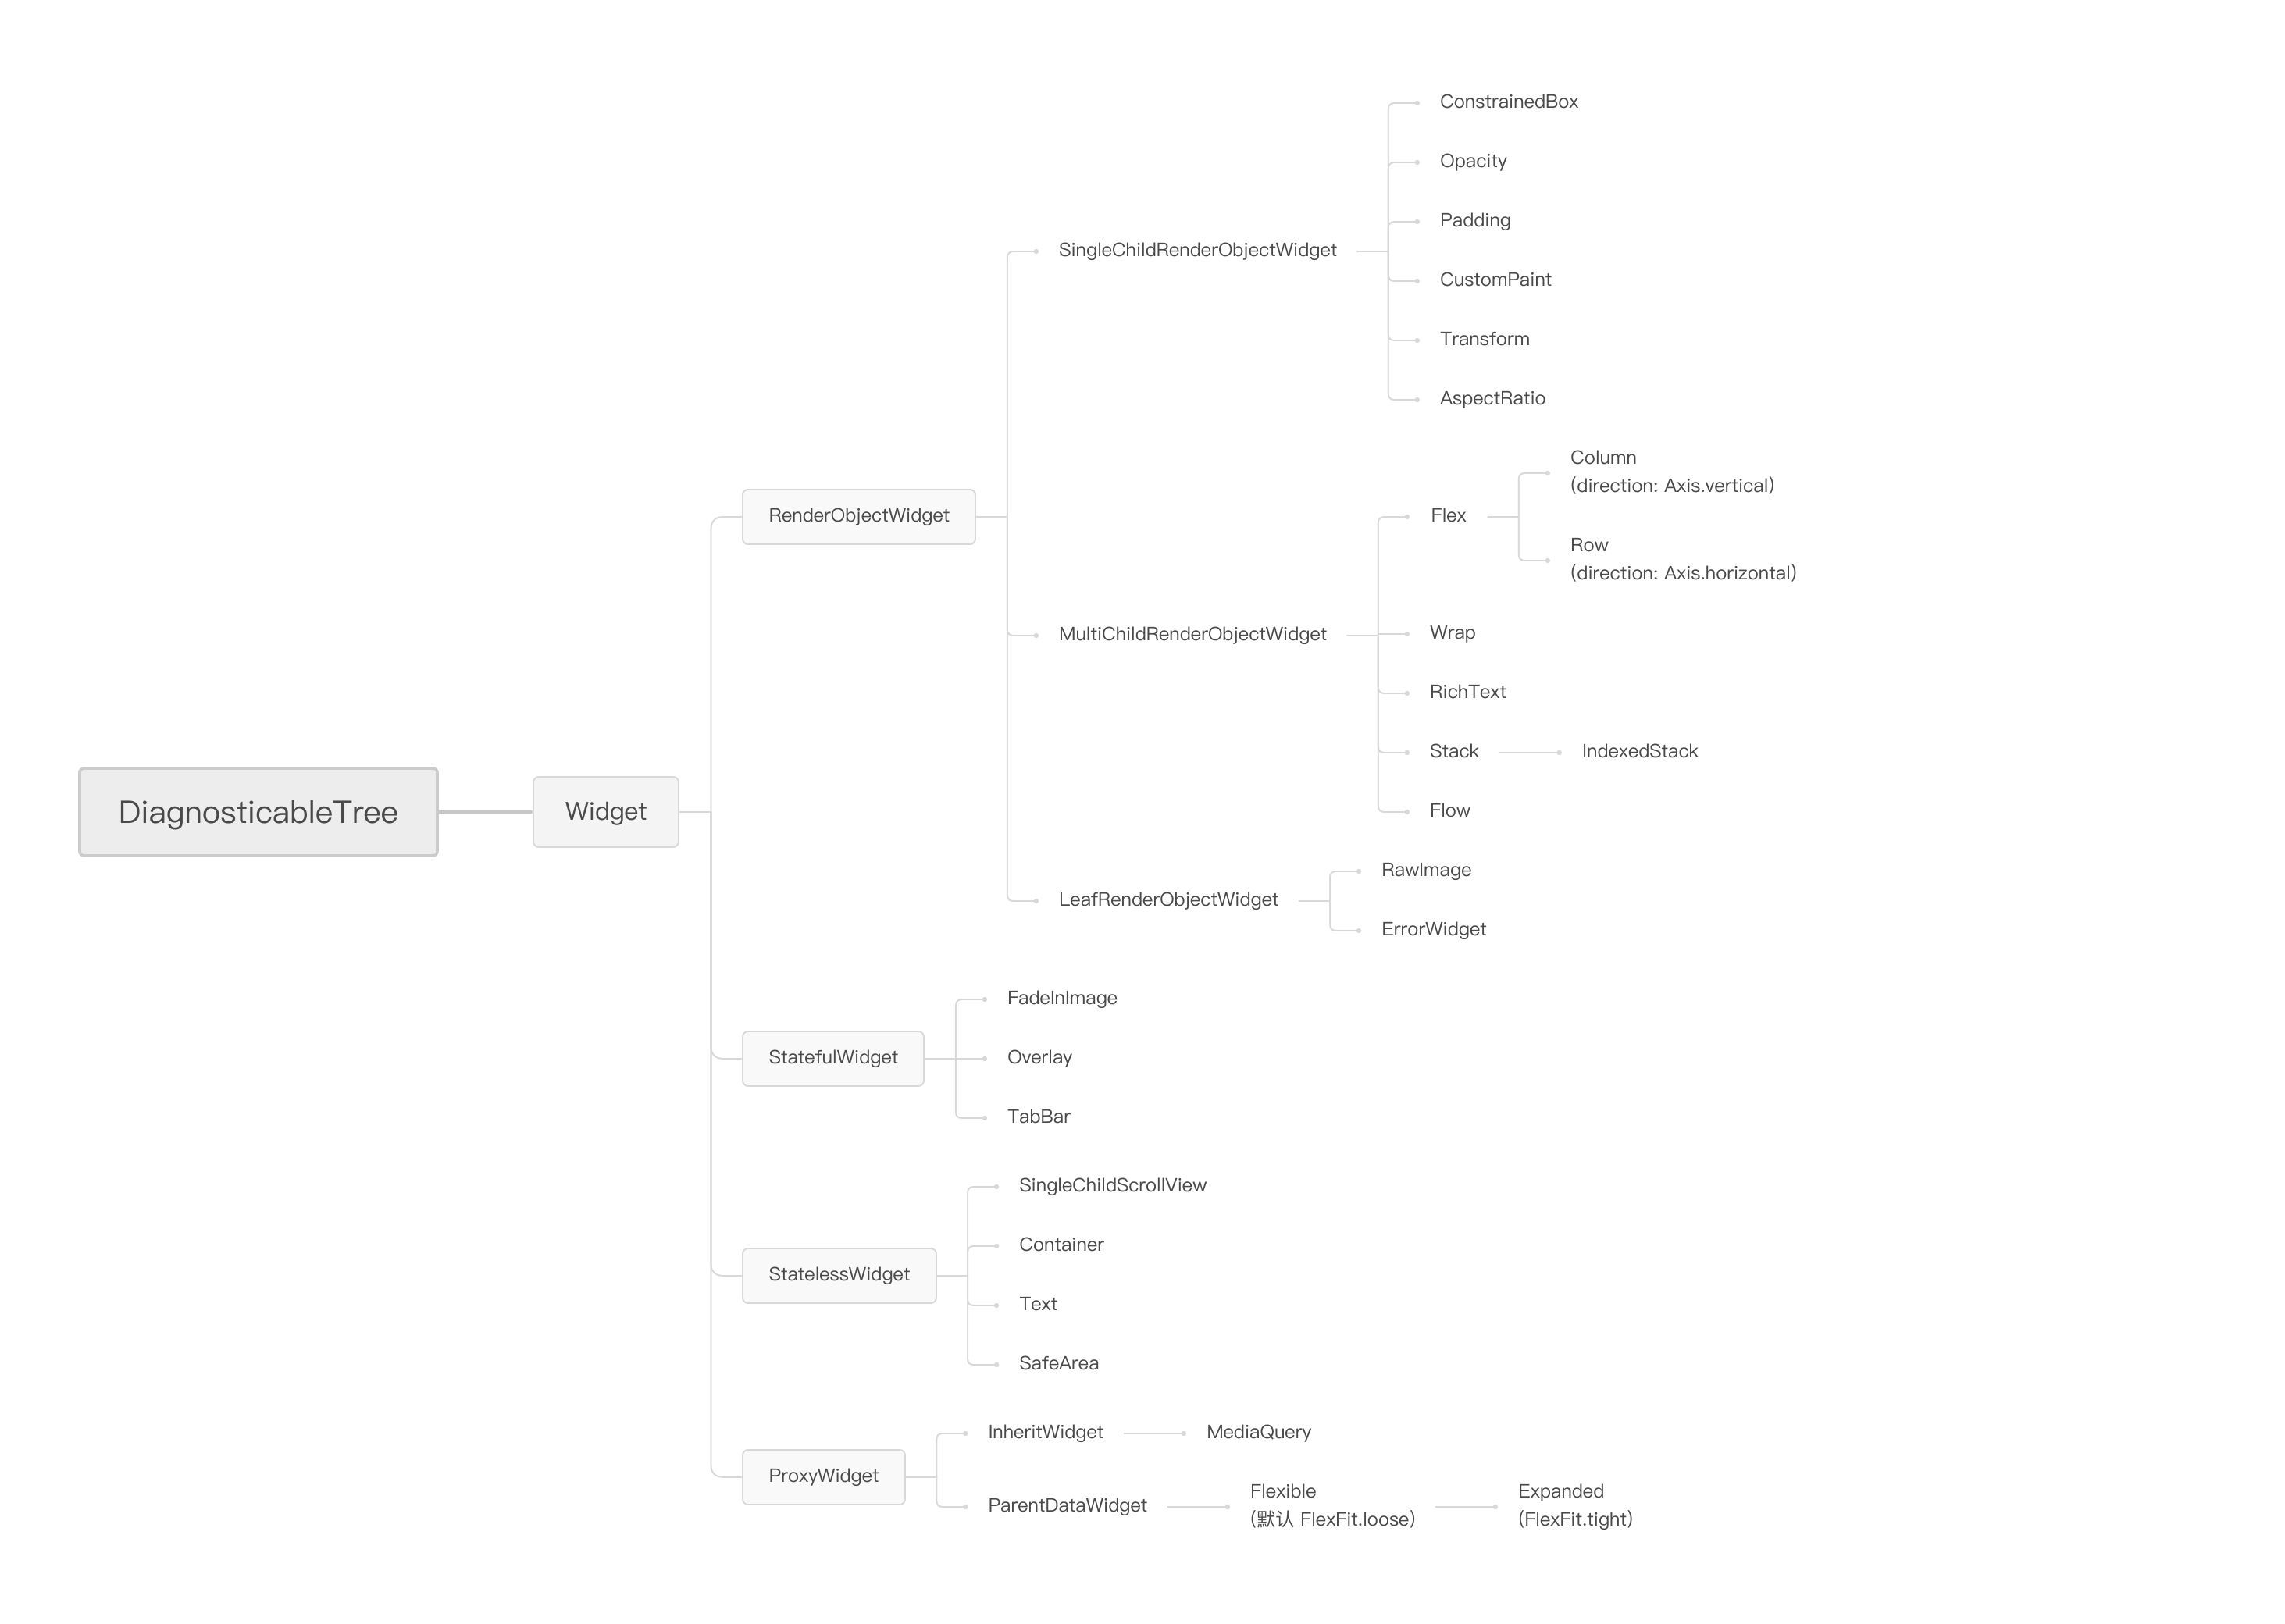 DiagnosticableTree
Widget
RenderObjectWidget
SingleChildRenderObjectWidget
ConstrainedBox
Opacity
Padding
CustomPaint
Transform
AspectRatio
MultiChildRenderObjectWidget
Flex
Column
(direction: Axis.vertical)
Row
(direction: Axis.horizontal)
Wrap
RichText
Stack
IndexedStack
Flow
LeafRenderObjectWidget
RawImage
ErrorWidget
StatefulWidget
FadeInImage
Overlay
TabBar
StatelessWidget
SingleChildScrollView
Container
Text
SafeArea
ProxyWidget
InheritWidget
MediaQuery
ParentDataWidget
Flexible
(默认 FlexFit.loose)
Expanded
(FlexFit.tight)